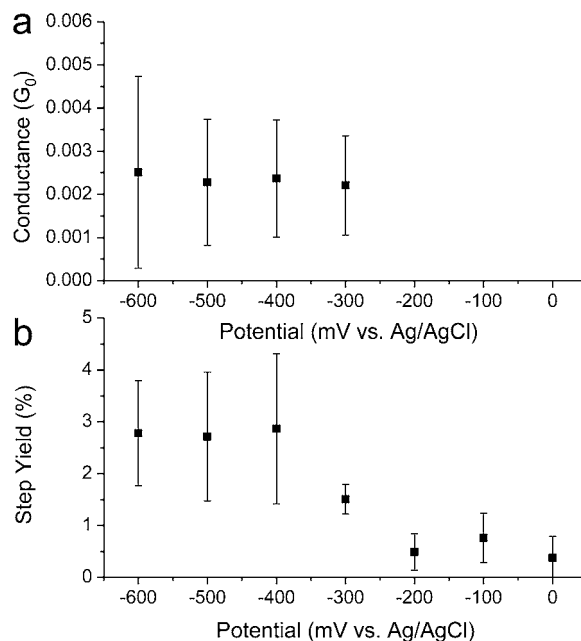 a
0.006
0.005
0.004
0.003
0.002
0.001
0.000
Conductance (G₀)
-600 -500 -400 -300 -200 -100 0
Potential (mV vs. Ag/AgCl)
b
5
4
3
2
1
0
Step Yield (%)
-600 -500 -400 -300 -200 -100 0
Potential (mV vs. Ag/AgCl)